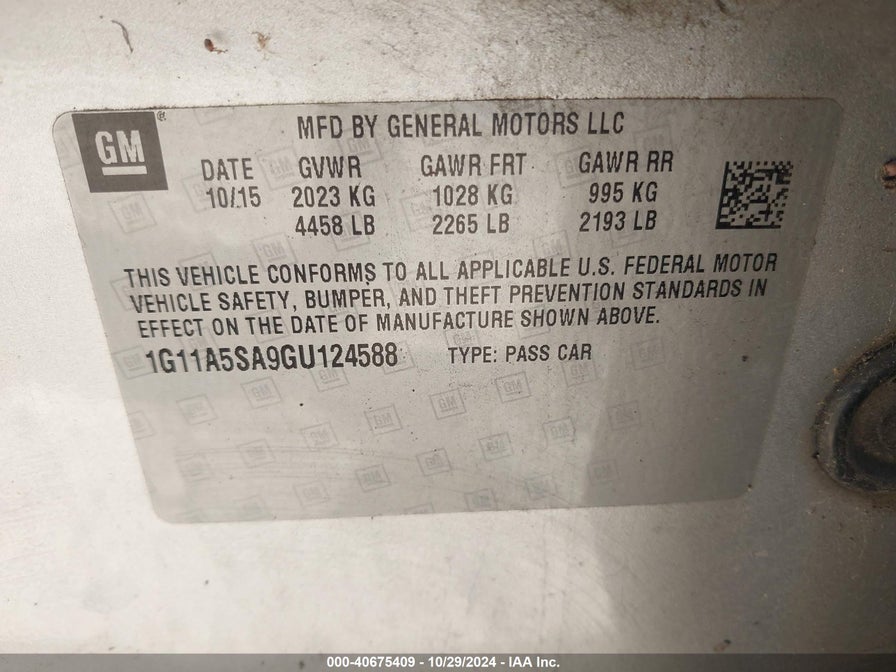 GM®
MFD BY GENERAL MOTORS LLC
DATE GVWR GAWR FRT GAWR RR
10/15 2023 KG 1028 KG 995 KG
4458 LB 2265 LB 2193 LB
THIS VEHICLE CONFORMS TO ALL APPLICABLE U.S. FEDERAL MOTOR
VEHICLE SAFETY, BUMPER, AND THEFT PREVENTION STANDARDS IN
EFFECT ON THE DATE OF MANUFACTURE SHOWN ABOVE.
1G11A5SA9GU124588 TYPE: PASS CAR
000-40675409 - 10/29/2024 - IAA Inc.